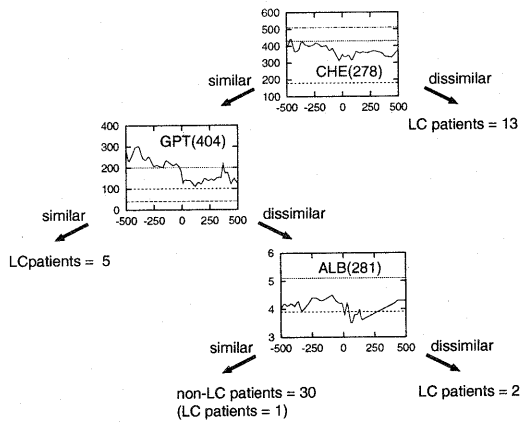 600
500
400
300
200
100
CHE(278)
-500 -250 0 250 500
similar
dissimilar
LC patients = 13
400
300
200
100
0
GPT(404)
-500 -250 0 250 500
similar
dissimilar
LCpatients = 5
6
5
4
3
ALB(281)
-500 -250 0 250 500
similar
dissimilar
non-LC patients = 30
(LC patients = 1)
LC patients = 2